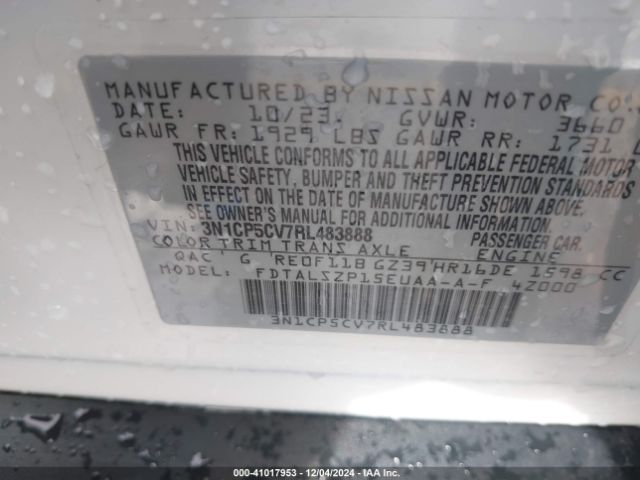 MANUFACTURED BY NISSAN MOTOR CO.
DATE: 10/23. GVWR: 3660
GAWR FR: 1929 LBS GAWR RR: 1731 L
THIS VEHICLE CONFORMS TO ALL APPLICABLE FEDERAL MOTOR
VEHICLE SAFETY, BUMPER AND THEFT PREVENTION STANDARDS
IN EFFECT ON THE DATE OF MANUFACTURE SHOWN ABOVE.
SEE OWNER'S MANUAL FOR ADDITIONAL INFORMATION.
VIN: 3N1CP5CV7RL483888 PASSENGER CAR.
COLOR TRIM TRANS AXLE ENGINE
QAC G RE0F11B GZ39 HR16DE 1598 CC
FDTALSZP15EUAA-A-F 4Z000
3N1CP5CV7RL483888
000-41017953 - 12/04/2024 - IAA Inc.